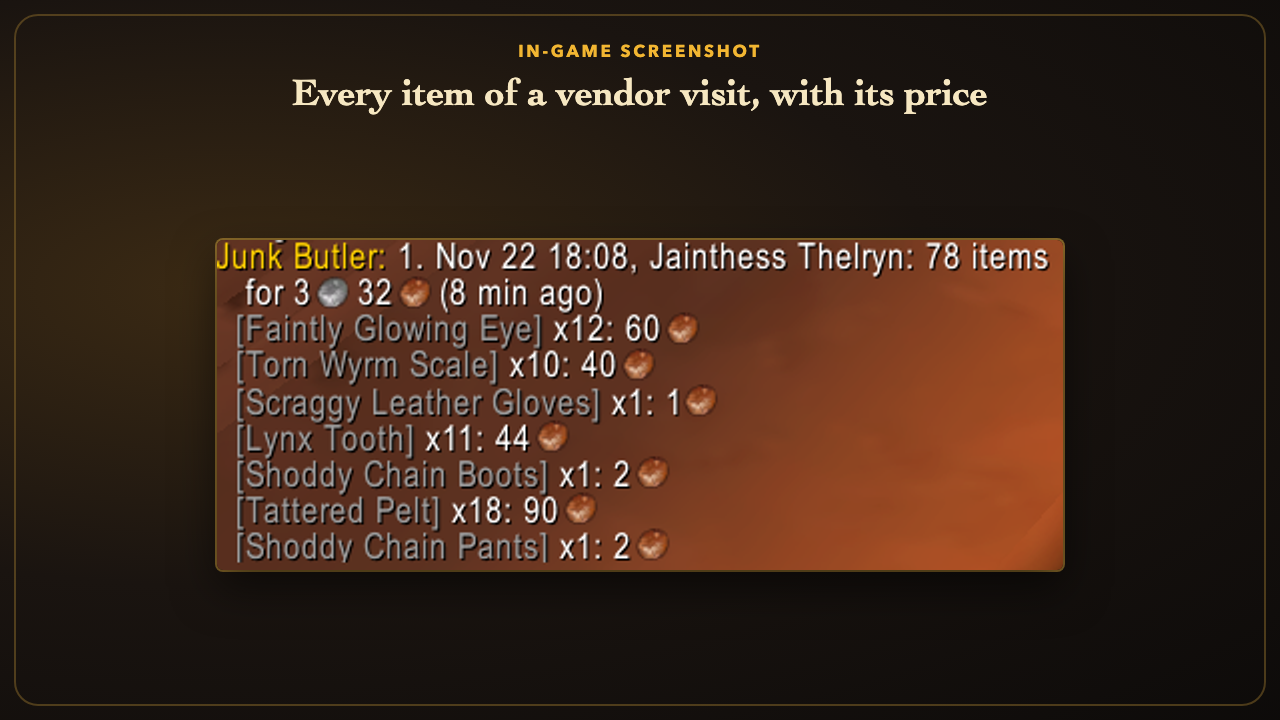 IN-GAME SCREENSHOT
Every item of a vendor visit, with its price
Junk Butler: 1. Nov 22 18:08, Jainthess Thelryn: 78 items
for 3 32 (8 min ago)
[Faintly Glowing Eye] x12: 60
[Torn Wyrm Scale] x10: 40
[Scraggy Leather Gloves] x1: 1
[Lynx Tooth] x11: 44
[Shoddy Chain Boots] x1: 2
[Tattered Pelt] x18: 90
[Shoddy Chain Pants] x1: 2